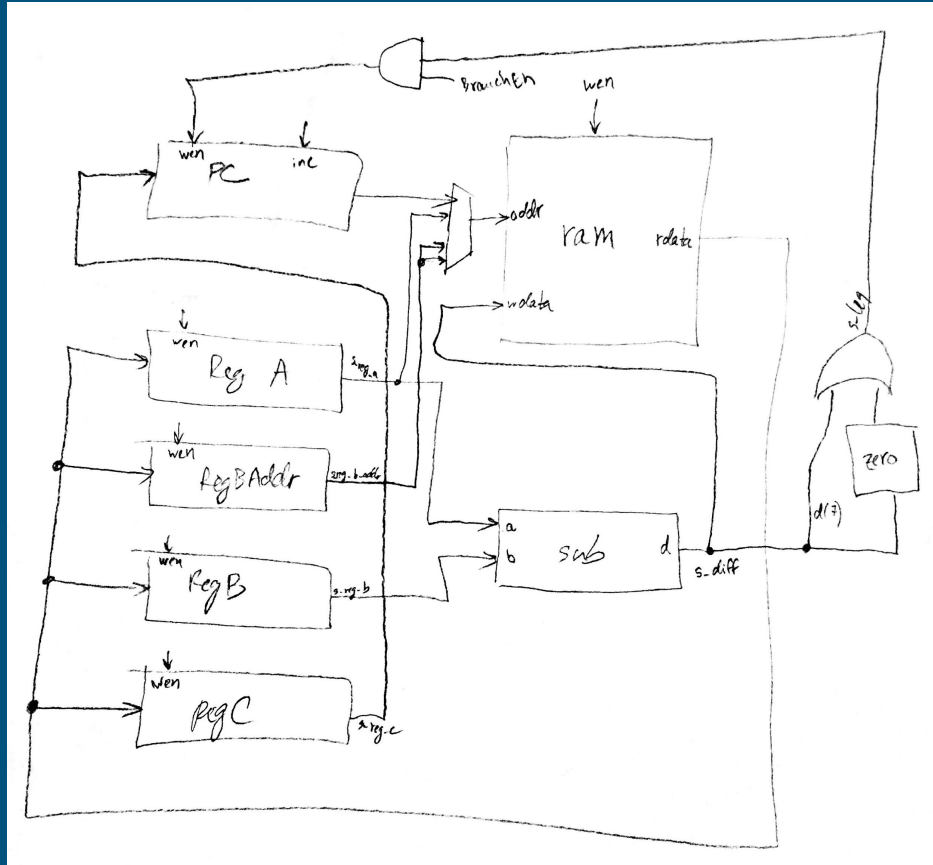 BranchEn
wen
wen
inc
PC
addr
ram
rdata
wdata
s-leq
wen
Reg A
s_reg_a
wen
RegBAddr
s_reg_b_addr
zero
d(7)
a
b
sub
d
s_diff
wen
RegB
s_reg_b
wen
RegC
s_reg_c